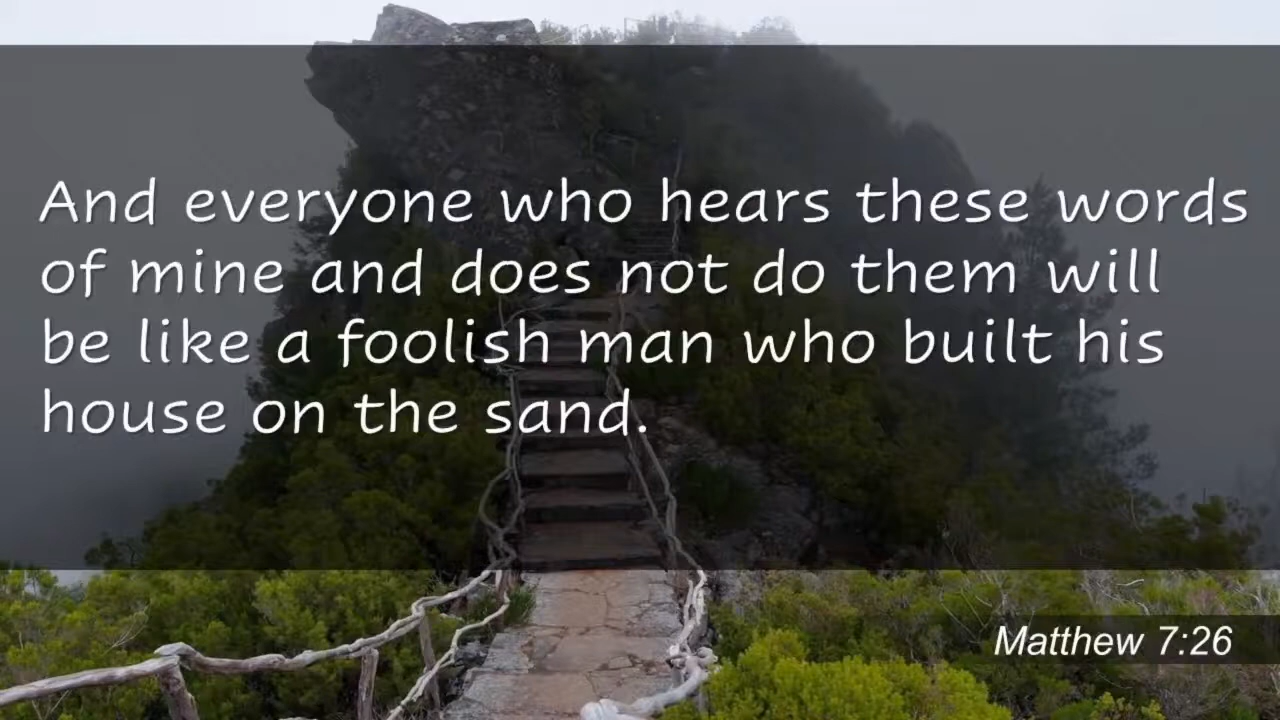 And everyone who hears these words
of mine and does not do them will
be like a foolish man who built his
house on the sand.
Matthew 7:26